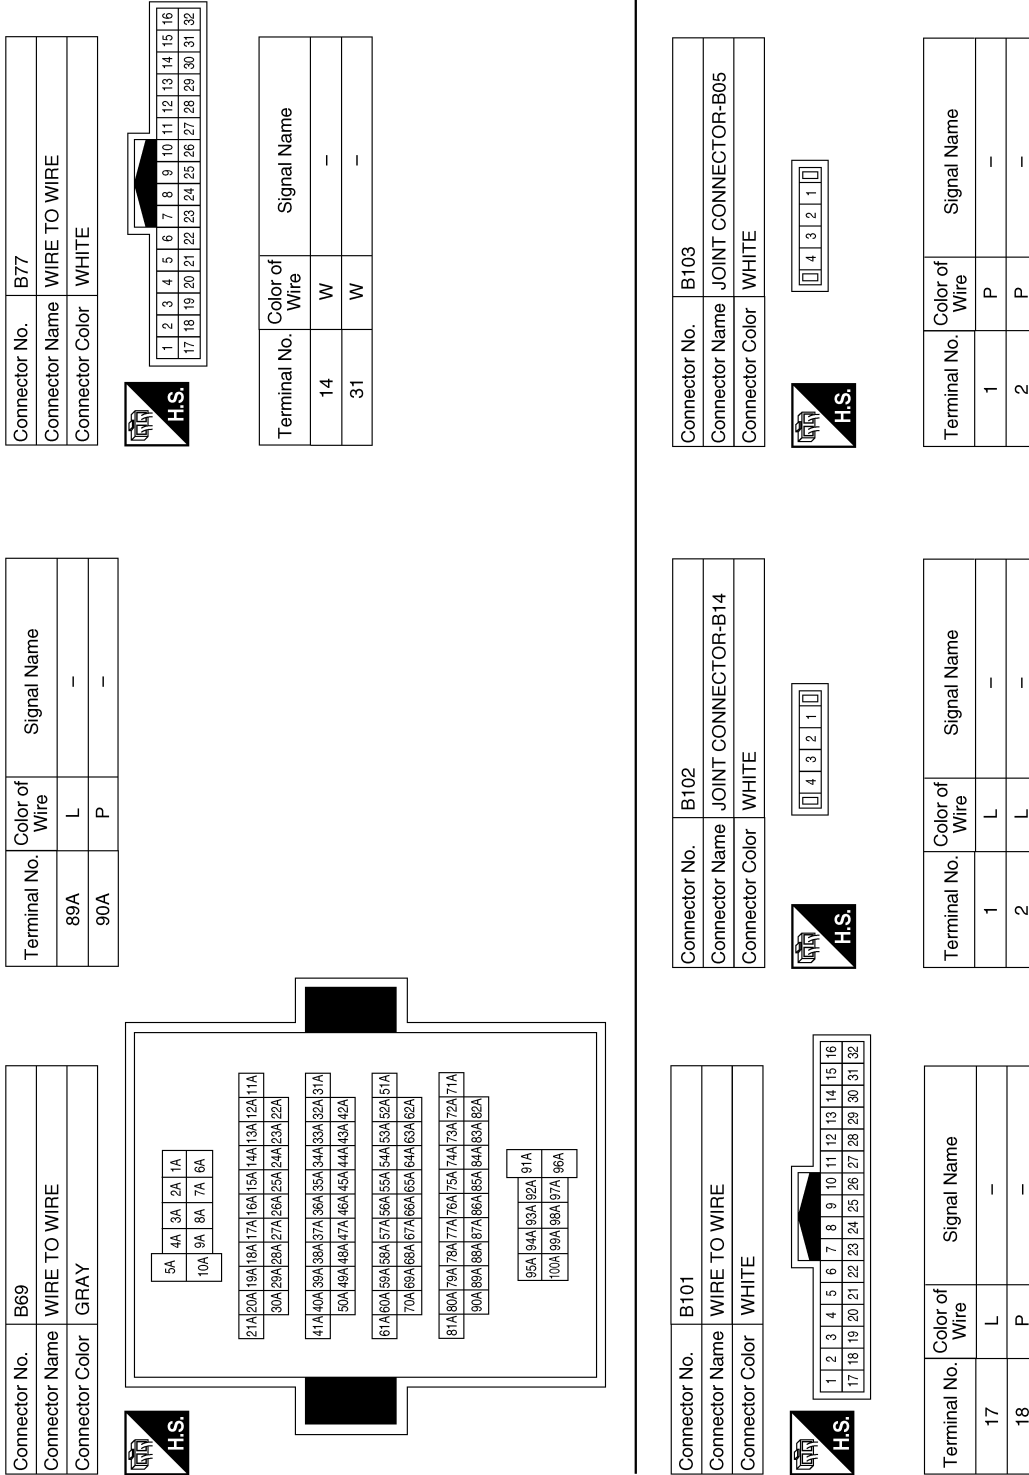 Connector No. B69
Connector Name WIRE TO WIRE
Connector Color GRAY
H.S.
5A 4A 3A 2A 1A
10A 9A 8A 7A 6A
21A 20A 19A 18A 17A 16A 15A 14A 13A 12A 11A
30A 29A 28A 27A 26A 25A 24A 23A 22A
41A 40A 39A 38A 37A 36A 35A 34A 33A 32A 31A
50A 49A 48A 47A 46A 45A 44A 43A 42A
61A 60A 59A 58A 57A 56A 55A 54A 53A 52A 51A
70A 69A 68A 67A 66A 65A 64A 63A 62A
81A 80A 79A 78A 77A 76A 75A 74A 73A 72A 71A
90A 89A 88A 87A 86A 85A 84A 83A 82A
95A 94A 93A 92A 91A
100A 99A 98A 97A 96A
Terminal No. Color of Wire Signal Name
89A L –
90A P –
Connector No. B77
Connector Name WIRE TO WIRE
Connector Color WHITE
H.S.
1 2 3 4 5 6 7 8 9 10 11 12 13 14 15 16
17 18 19 20 21 22 23 24 25 26 27 28 29 30 31 32
Terminal No. Color of Wire Signal Name
14 W –
31 W –
Connector No. B101
Connector Name WIRE TO WIRE
Connector Color WHITE
H.S.
1 2 3 4 5 6 7 8 9 10 11 12 13 14 15 16
17 18 19 20 21 22 23 24 25 26 27 28 29 30 31 32
Terminal No. Color of Wire Signal Name
17 L –
18 P –
Connector No. B102
Connector Name JOINT CONNECTOR-B14
Connector Color WHITE
H.S.
4 3 2 1
Terminal No. Color of Wire Signal Name
1 L –
2 L –
Connector No. B103
Connector Name JOINT CONNECTOR-B05
Connector Color WHITE
H.S.
4 3 2 1
Terminal No. Color of Wire Signal Name
1 P –
2 P –